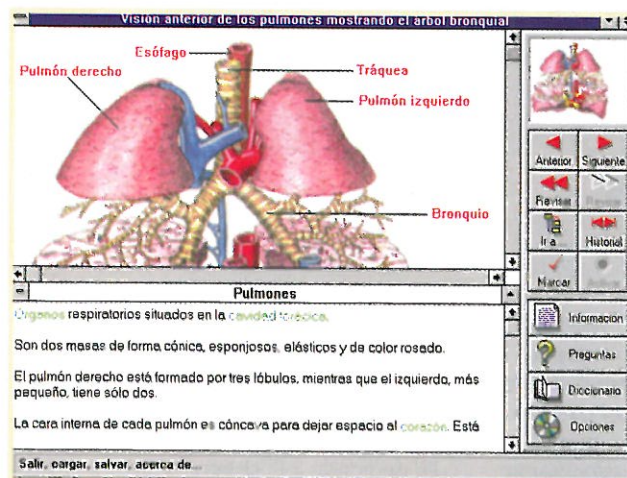 Visión anterior de los pulmones mostrando el árbol bronquial
Esófago
Pulmón derecho
Tráquea
Pulmón izquierdo
Bronquio
Anterior
Siguiente
Revisar
Ir a...
Historial
Marcar
Pulmones
Órganos respiratorios situados en la cavidad torácica.
Son dos masas de forma cónica, esponjosos, elásticos y de color rosado.
El pulmón derecho está formado por tres lóbulos, mientras que el izquierdo, más
pequeño, tiene sólo dos.
La cara interna de cada pulmón es cóncava para dejar espacio al corazón. Está
Información
Preguntas
Diccionario
Opciones
Salir, cargar, salvar, acerca de...